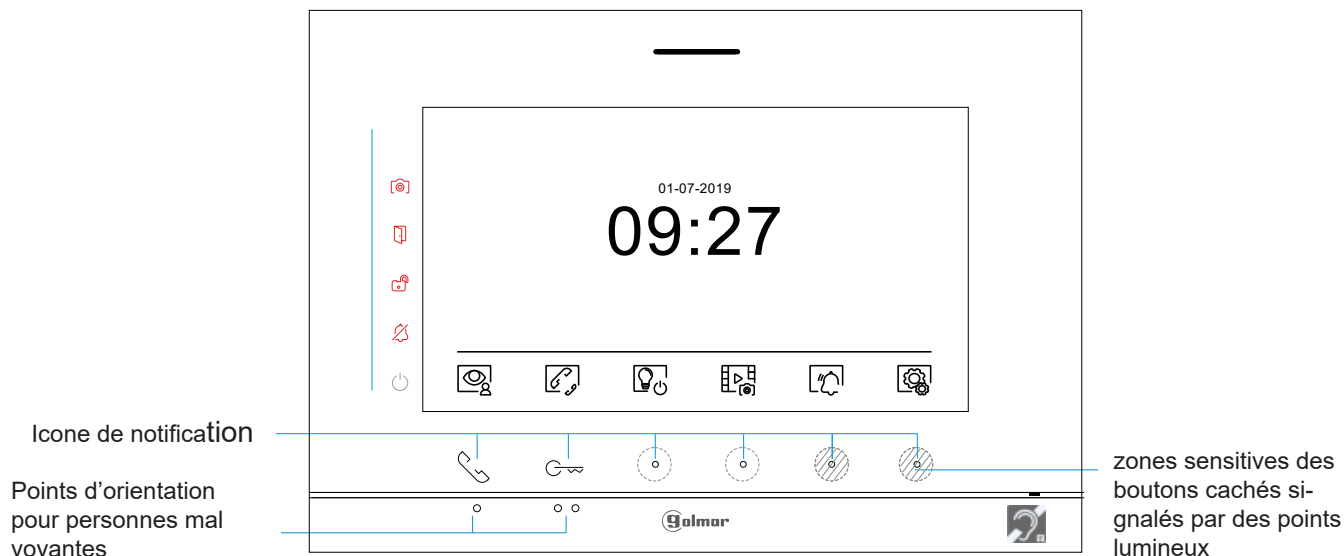 01-07-2019
09:27
Icone de notification
Points d’orientation
pour personnes mal
voyantes
golmar
zones sensitives des
boutons cachés si-
gnalés par des points
lumineux